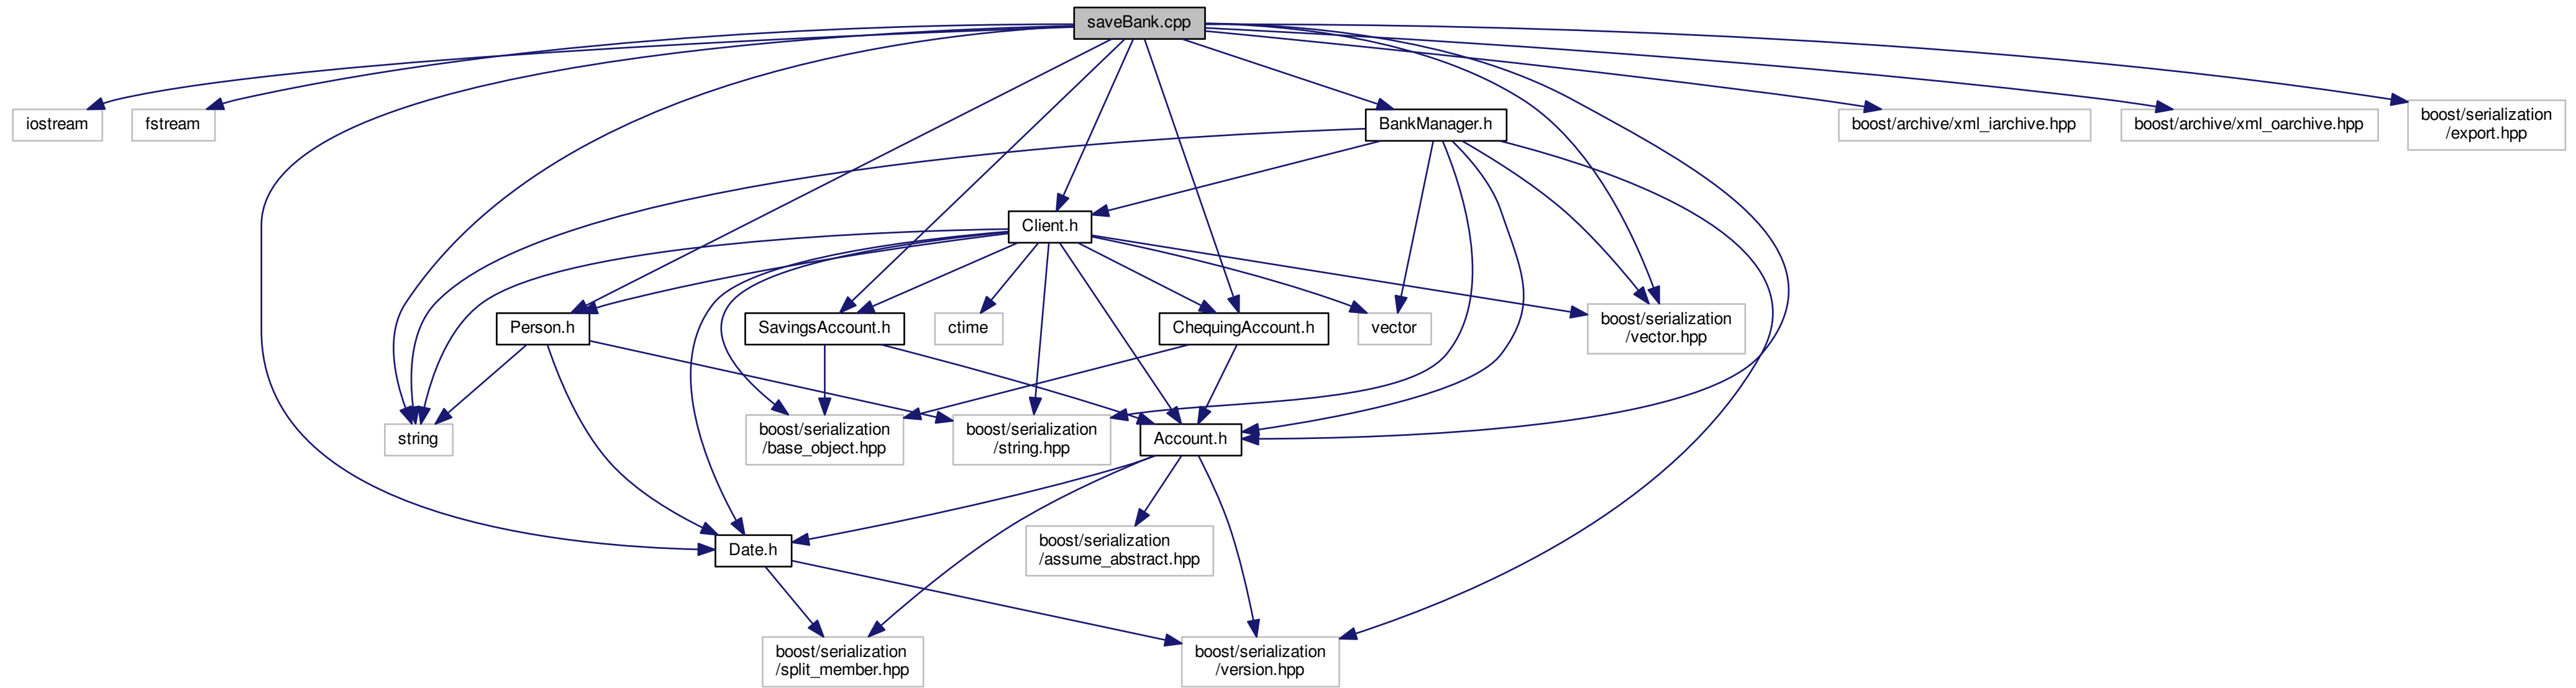 saveBank.cpp
iostream
fstream
BankManager.h
boost/archive/xml_iarchive.hpp
boost/archive/xml_oarchive.hpp
boost/serialization
/export.hpp
Client.h
Person.h
SavingsAccount.h
ctime
ChequingAccount.h
vector
boost/serialization
/vector.hpp
string
boost/serialization
/base_object.hpp
boost/serialization
/string.hpp
Account.h
Date.h
boost/serialization
/assume_abstract.hpp
boost/serialization
/split_member.hpp
boost/serialization
/version.hpp